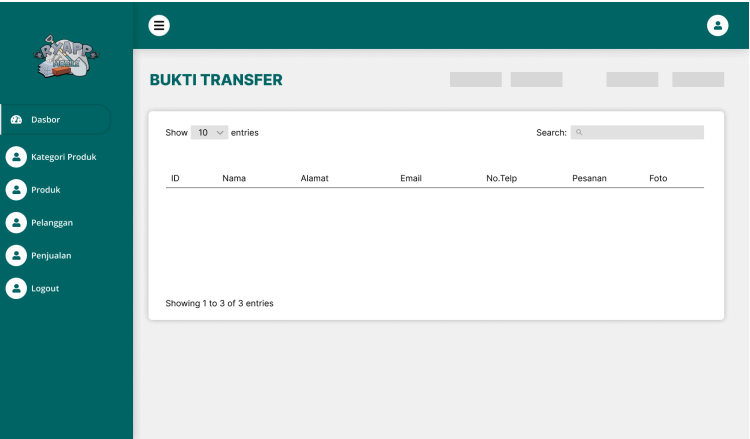 RYAPP
BUKTI TRANSFER
Dasbor
Kategori Produk
Produk
Pelanggan
Penjualan
Logout
Show 10 entries
Search:
ID Nama Alamat Email No.Telp Pesanan Foto
Showing 1 to 3 of 3 entries